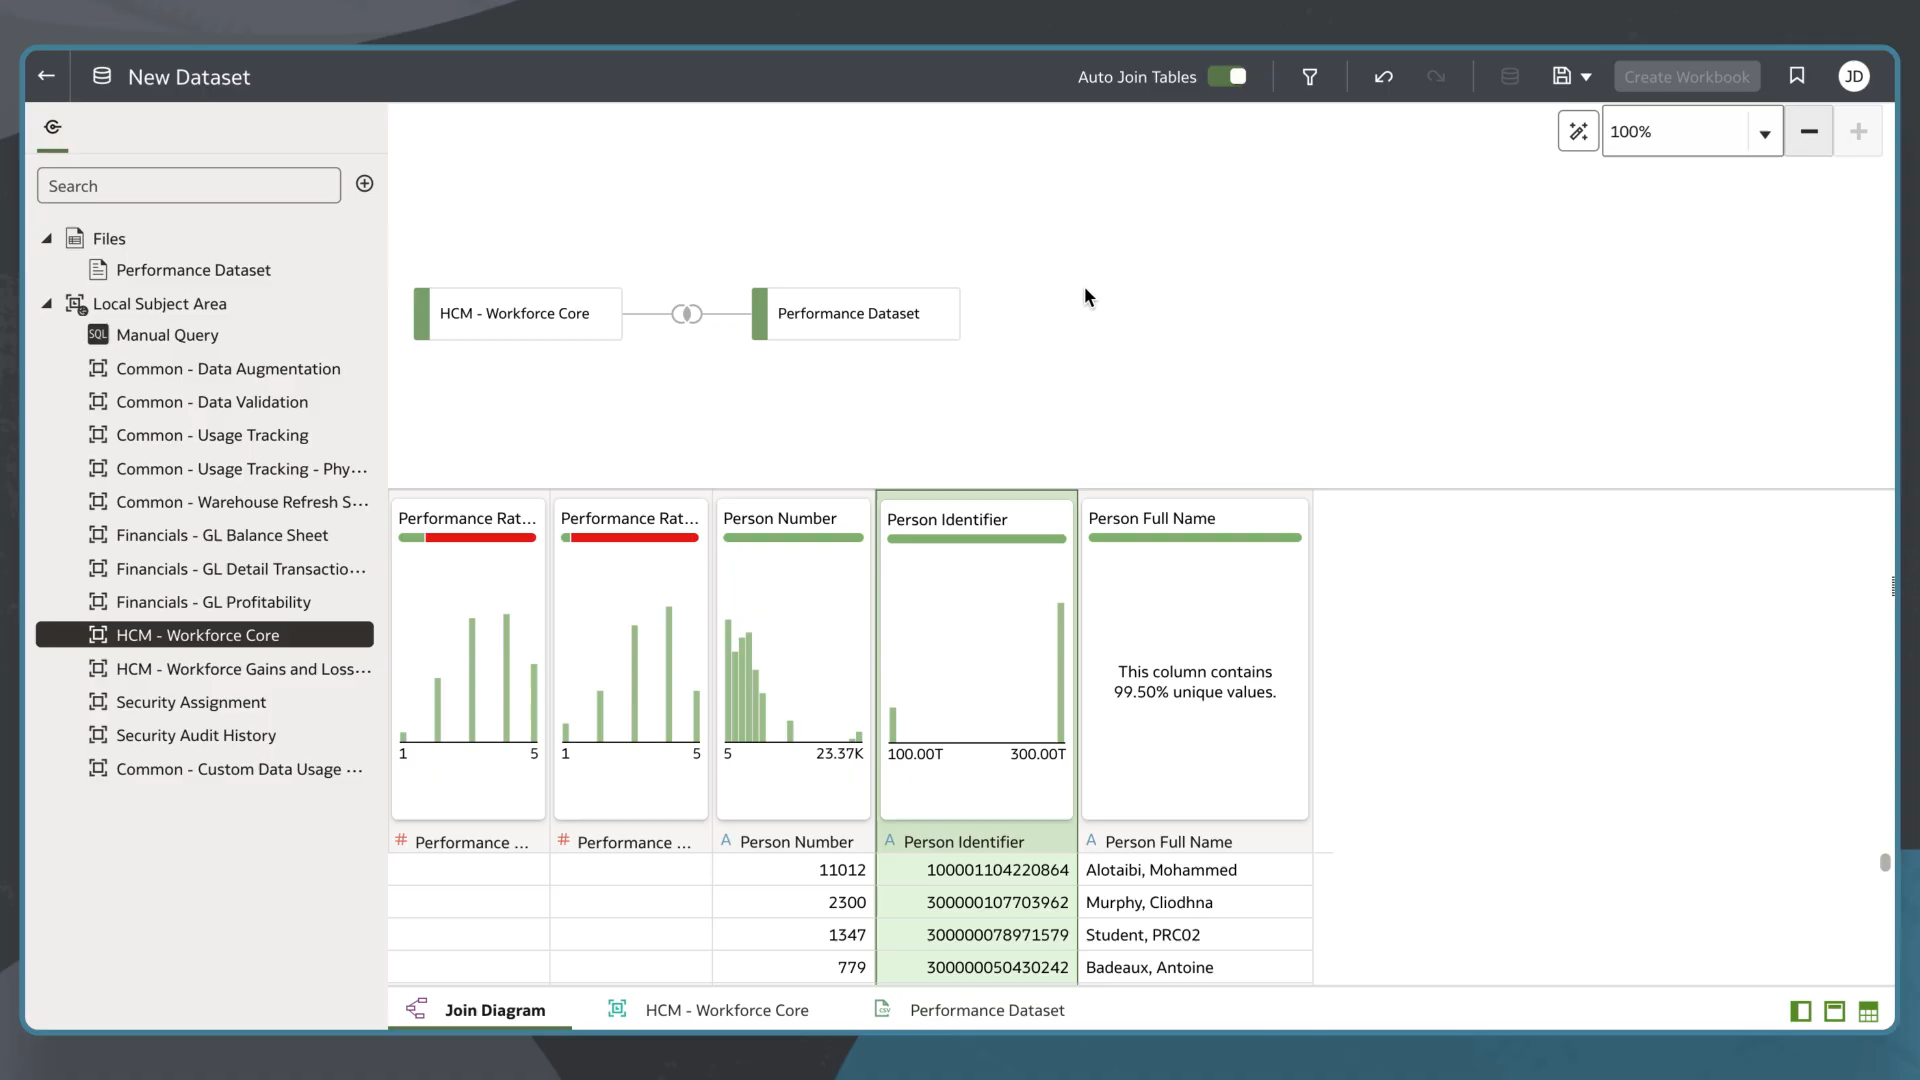 New Dataset
Auto Join Tables
Create Workbook
JD
Search
100%
Files
Performance Dataset
Local Subject Area
SQL Manual Query
Common - Data Augmentation
Common - Data Validation
Common - Usage Tracking
Common - Usage Tracking - Phy...
Common - Warehouse Refresh S...
Financials - GL Balance Sheet
Financials - GL Detail Transactio...
Financials - GL Profitability
HCM - Workforce Core
HCM - Workforce Gains and Loss...
Security Assignment
Security Audit History
Common - Custom Data Usage ...
HCM - Workforce Core
Performance Dataset
Performance Rat... Performance Rat... Person Number Person Identifier Person Full Name
This column contains
99.50% unique values.
1 5 1 5 5 23.37K 100.00T 300.00T
# Performance ... # Performance ... A Person Number A Person Identifier A Person Full Name
11012 100001104220864 Alotaibi, Mohammed
2300 300000107703962 Murphy, Cliodhna
1347 300000078971579 Student, PRC02
779 300000050430242 Badeaux, Antoine
Join Diagram HCM - Workforce Core CSV Performance Dataset